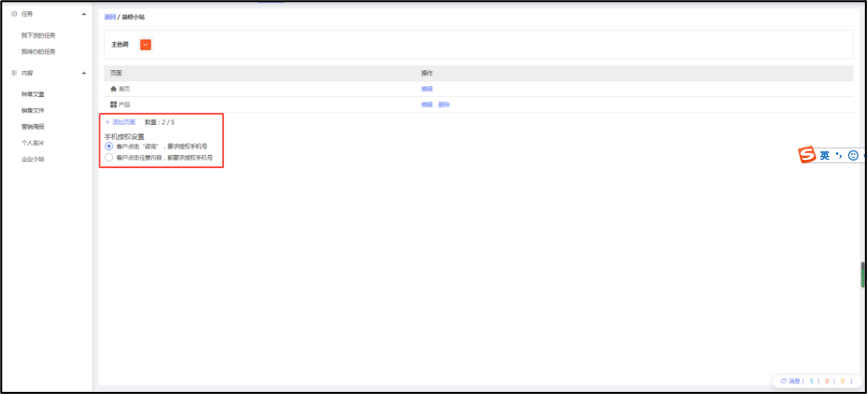 任务
我下发的任务
我待办的任务
内容
种草文章
销售文件
营销海报
个人名片
企业小站
返回 / 装修小站
主色调
页面 操作
首页 编辑
产品 编辑 删除
+ 添加页面 数量：2 / 5
手机授权设置
客户点击“咨询”，要求授权手机号
客户点击任意内容，都要求授权手机号
英
消息 ( 5 | 0 | 0 )